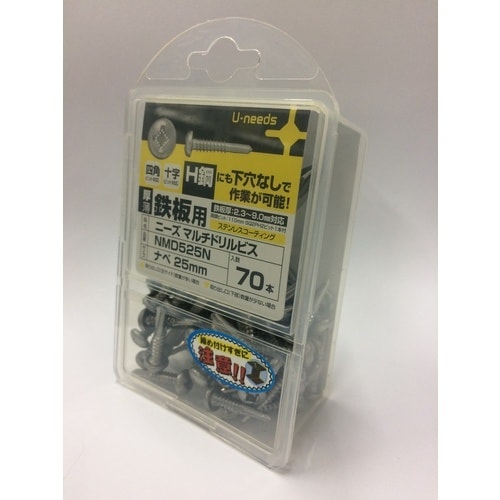 U-needs
四角 十字
H鋼にも下穴なしで
作業が可能!
鉄板用
鉄板厚:2.3〜9.0mm対応
ステンレスコーティング
ニーズ マルチドリルビス
NMD525N
入数
ナベ 25mm
70本
締め付けすぎに
注意!!